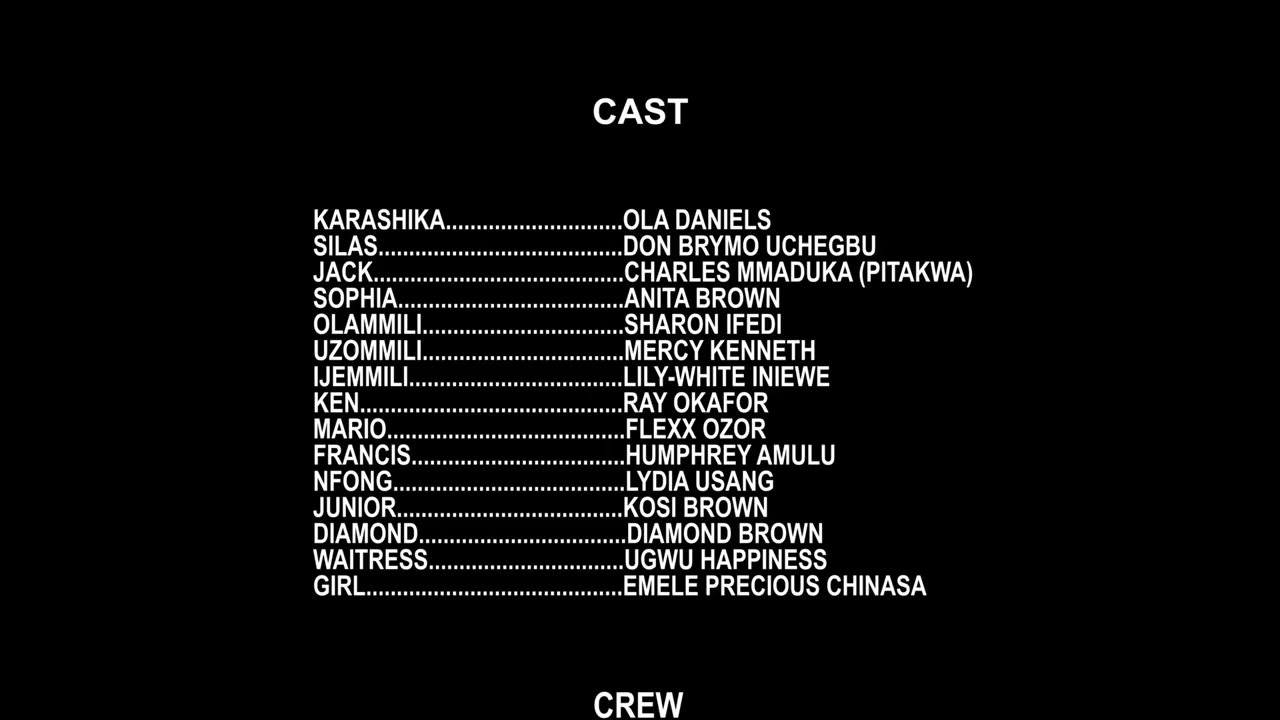 CAST
KARASHIKA.............................OLA DANIELS
SILAS........................................DON BRYMO UCHEGBU
JACK.........................................CHARLES MMADUKA (PITAKWA)
SOPHIA.....................................ANITA BROWN
OLAMMILI.................................SHARON IFEDI
UZOMMILI.................................MERCY KENNETH
IJEMMILI...................................LILY-WHITE INIEWE
KEN...........................................RAY OKAFOR
MARIO.......................................FLEXX OZOR
FRANCIS...................................HUMPHREY AMULU
NFONG......................................LYDIA USANG
JUNIOR.....................................KOSI BROWN
DIAMOND..................................DIAMOND BROWN
WAITRESS................................UGWU HAPPINESS
GIRL..........................................EMELE PRECIOUS CHINASA
CREW